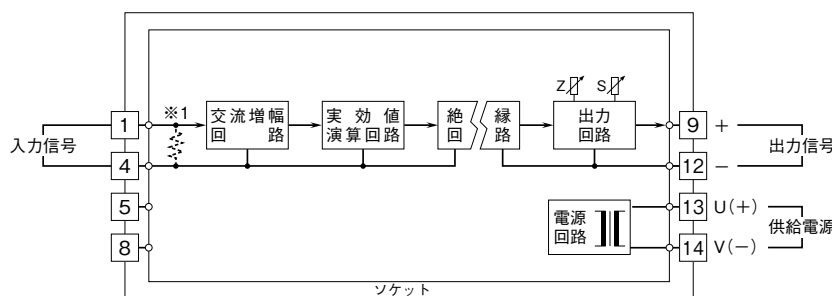 ※1
Z
S
1
4
5
8
入力信号
交流増幅
回路
実効値
演算回路
絶縁
回路
出力
回路
9 +
12 −
出力信号
電源
回路
13 U(+)
14 V(−)
供給電源
ソケット